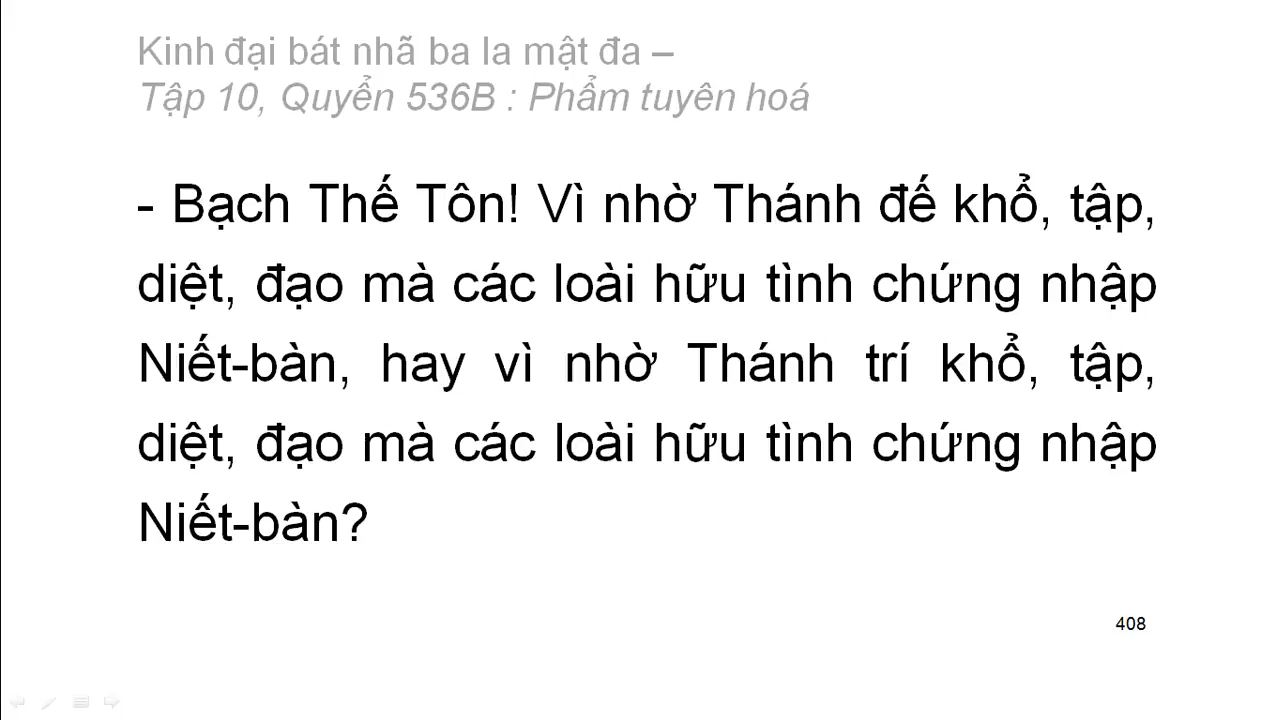 Kinh đại bát nhã ba la mật đa –
Tập 10, Quyển 536B : Phẩm tuyên hoá
- Bạch Thế Tôn! Vì nhờ Thánh đế khổ, tập,
diệt, đạo mà các loài hữu tình chứng nhập
Niết-bàn, hay vì nhờ Thánh trí khổ, tập,
diệt, đạo mà các loài hữu tình chứng nhập
Niết-bàn?
408